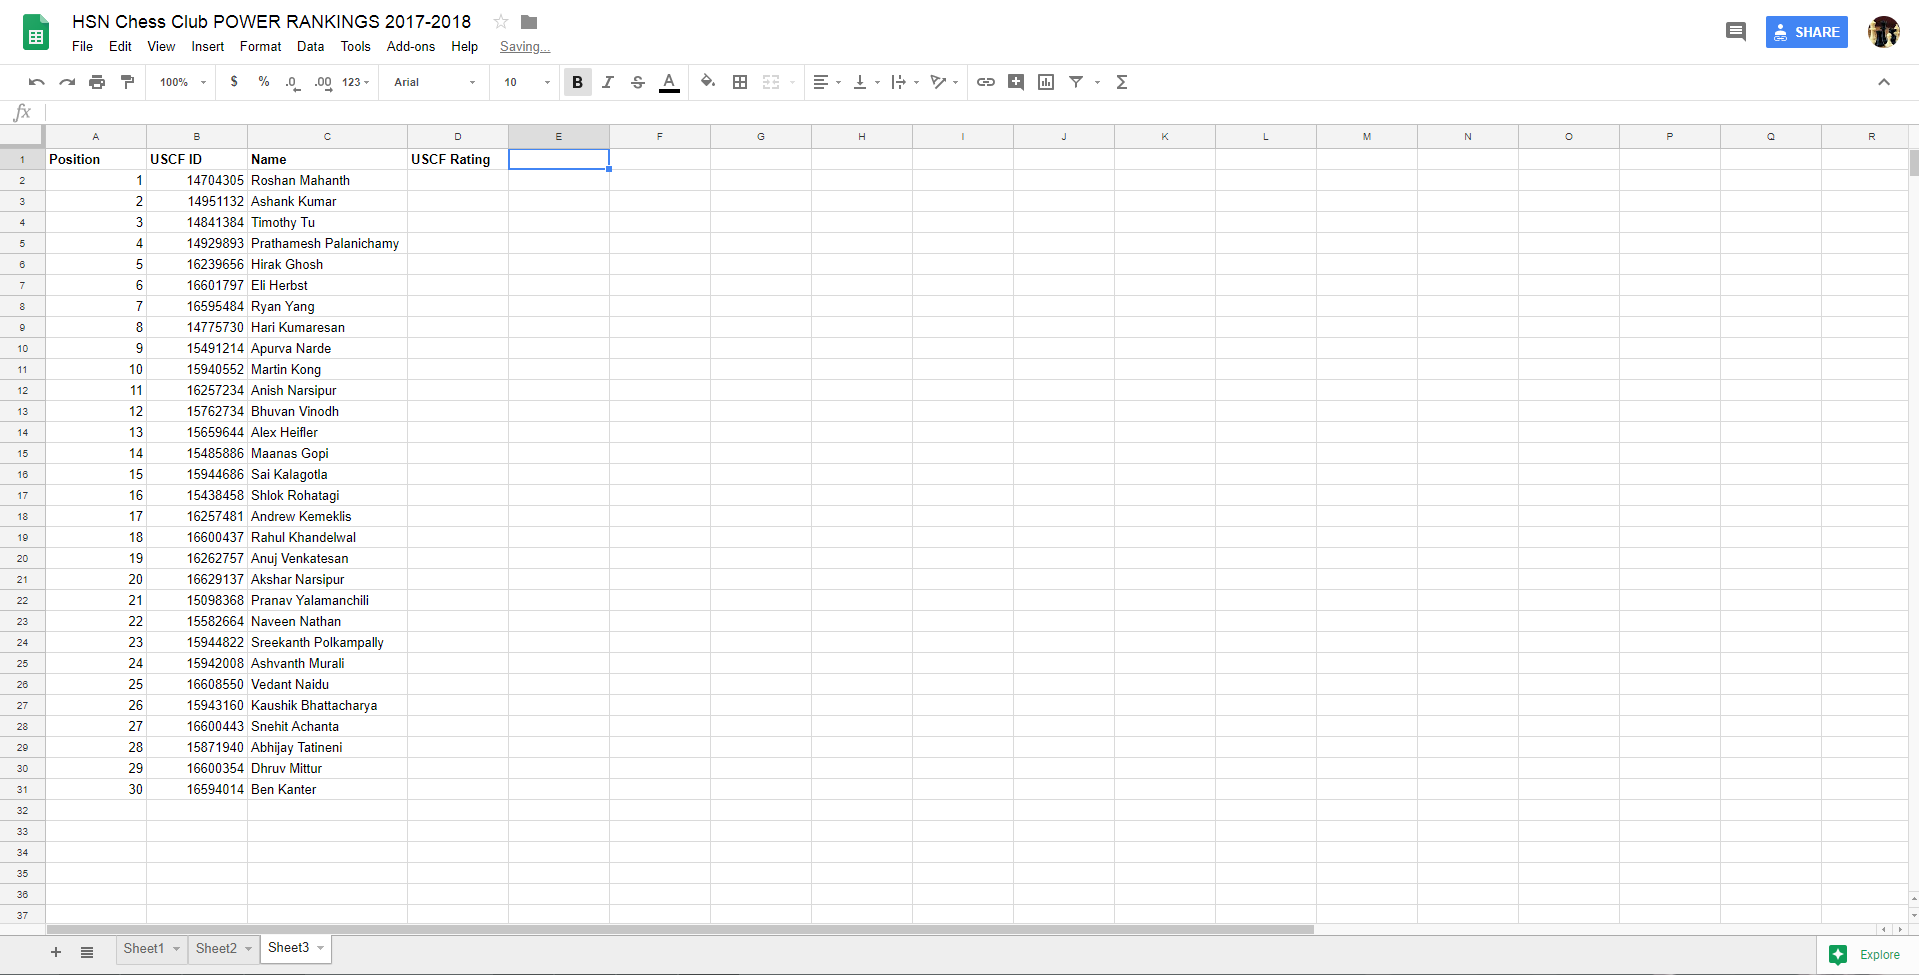 HSN Chess Club POWER RANKINGS 2017-2018
File Edit View Insert Format Data Tools Add-ons Help Saving...
SHARE
100% $ % .0 .00 123 Arial 10 B I S A Σ
fx
A B C D E F G H I J K L M N O P Q R
1 Position USCF ID Name USCF Rating
2 1 14704305 Roshan Mahanth
3 2 14951132 Ashank Kumar
4 3 14841384 Timothy Tu
5 4 14929893 Prathamesh Palanichamy
6 5 16239656 Hirak Ghosh
7 6 16601797 Eli Herbst
8 7 16595484 Ryan Yang
9 8 14775730 Hari Kumaresan
10 9 15491214 Apurva Narde
11 10 15940552 Martin Kong
12 11 16257234 Anish Narsipur
13 12 15762734 Bhuvan Vinodh
14 13 15659644 Alex Heifler
15 14 15485886 Maanas Gopi
16 15 15944686 Sai Kalagotla
17 16 15438458 Shlok Rohatagi
18 17 16257481 Andrew Kemeklis
19 18 16600437 Rahul Khandelwal
20 19 16262757 Anuj Venkatesan
21 20 16629137 Akshar Narsipur
22 21 15098368 Pranav Yalamanchili
23 22 15582664 Naveen Nathan
24 23 15944822 Sreekanth Polkampally
25 24 15942008 Ashvanth Murali
26 25 16608550 Vedant Naidu
27 26 15943160 Kaushik Bhattacharya
28 27 16600443 Snehit Achanta
29 28 15871940 Abhijay Tatineni
30 29 16600354 Dhruv Mittur
31 30 16594014 Ben Kanter
32
33
34
35
36
37
Sheet1 Sheet2 Sheet3 Explore